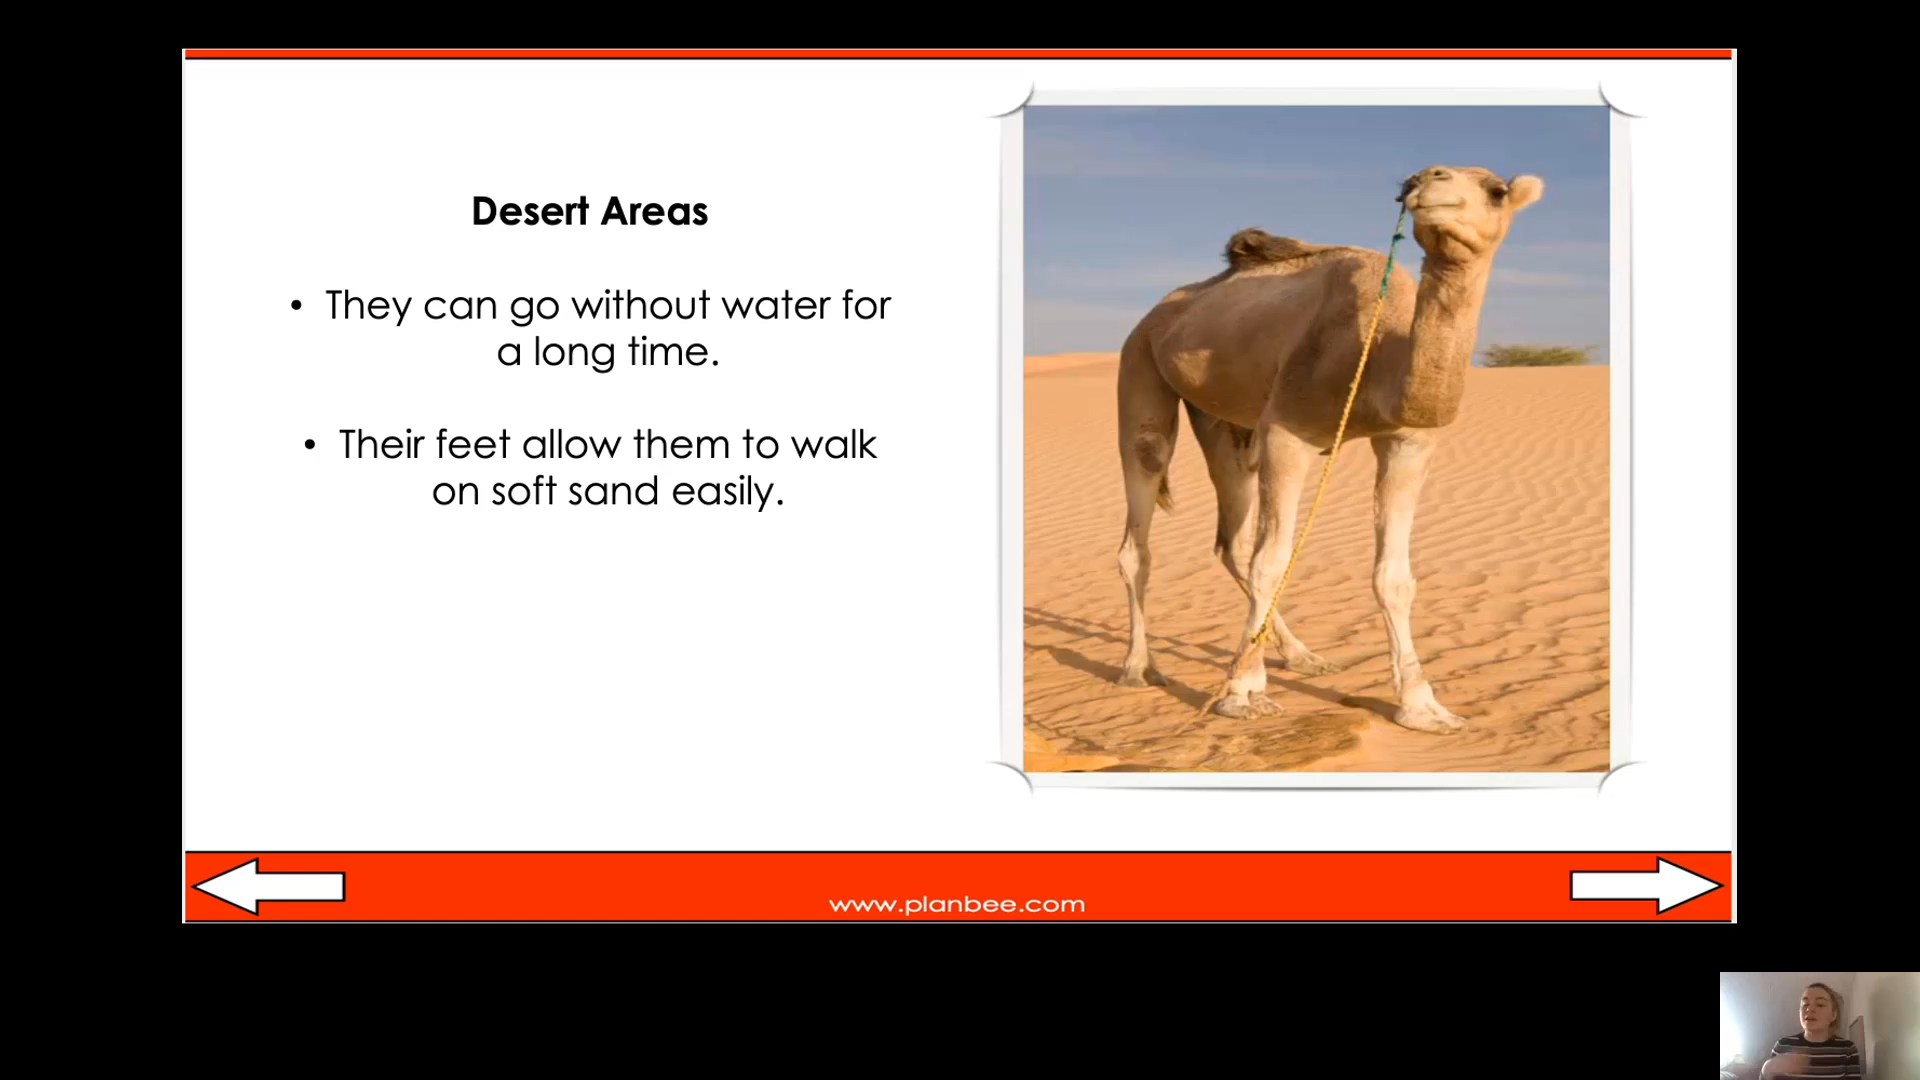 Desert Areas
• They can go without water for
a long time.
• Their feet allow them to walk
on soft sand easily.
www.planbee.com